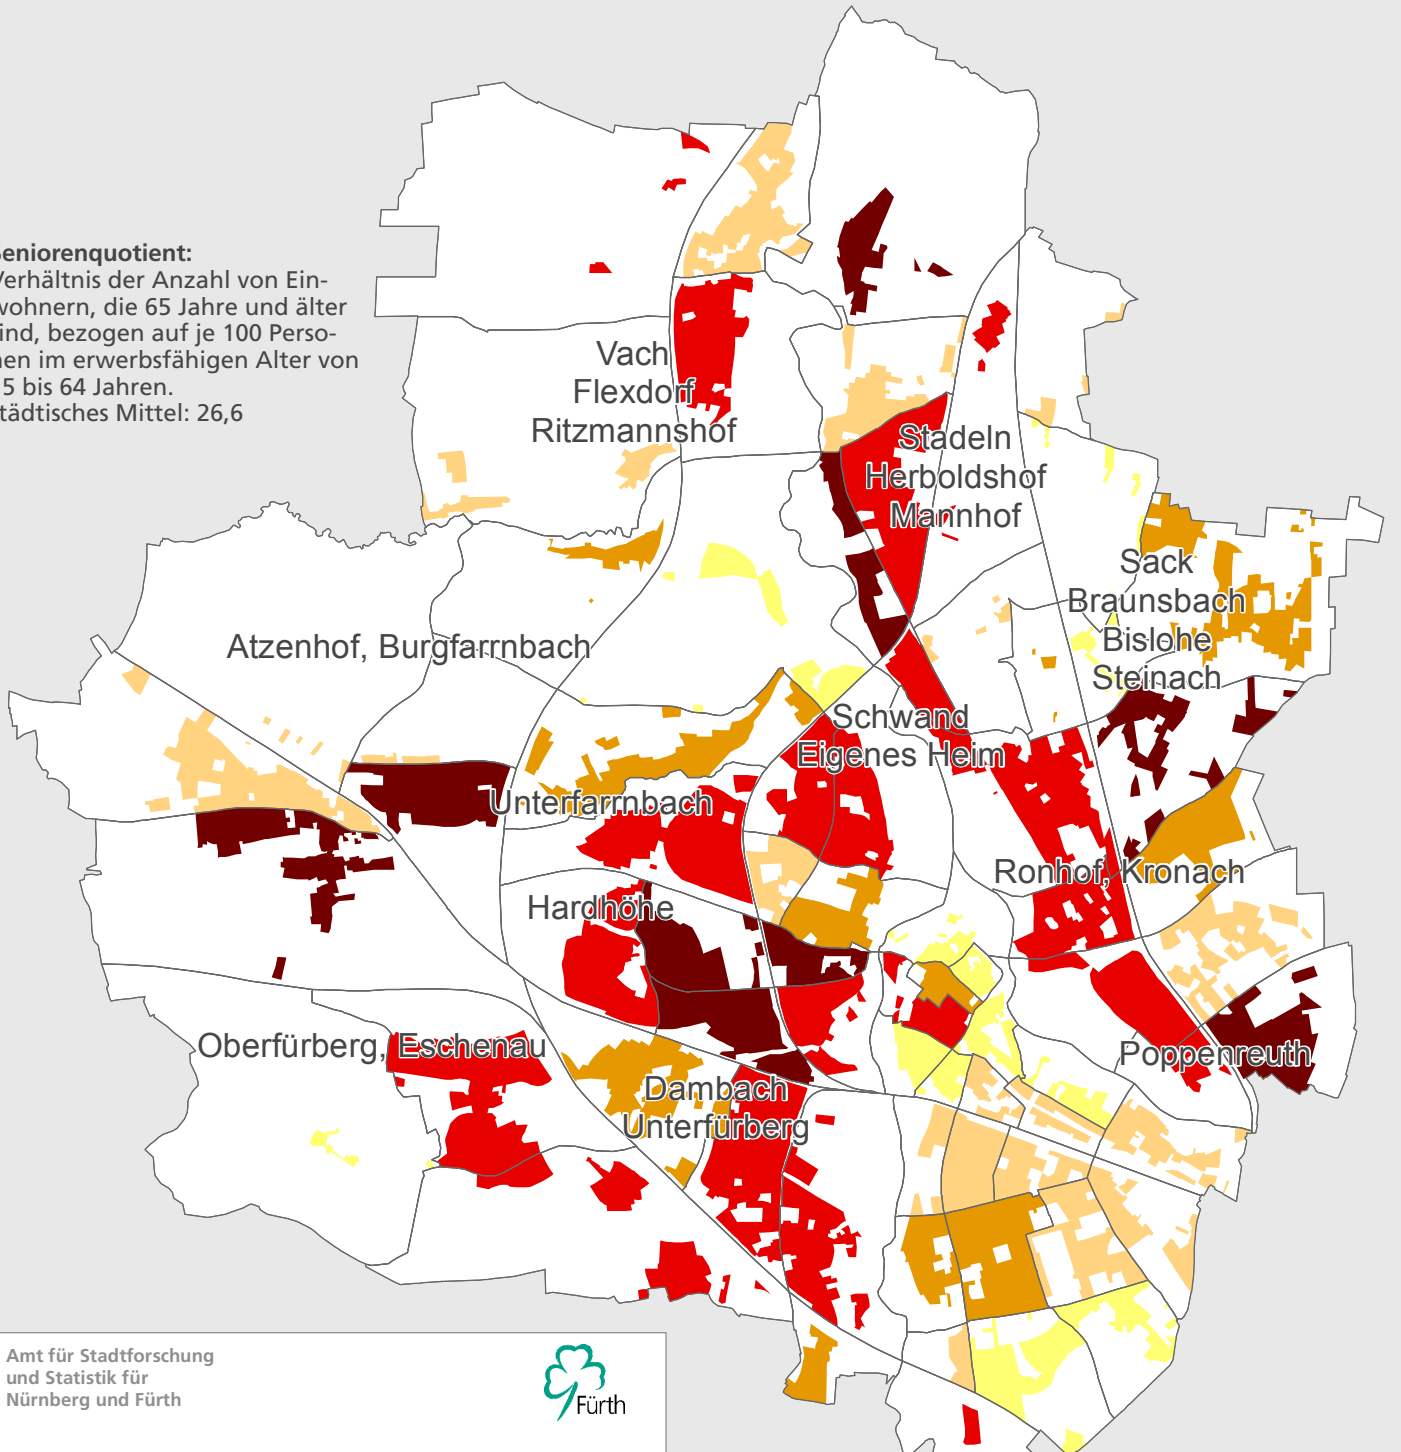 Seniorenquotient:
Verhältnis der Anzahl von Ein-
wohnern, die 65 Jahre und älter
sind, bezogen auf je 100 Perso-
nen im erwerbsfähigen Alter von
15 bis 64 Jahren.
Städtisches Mittel: 26,6
Vach
Flexdorf
Ritzmannshof
Stadeln
Herboldshof
Mannhof
Sack
Braunsbach
Bislohe
Steinach
Atzenhof, Burgfarrnbach
Schwand
Eigenes Heim
Unterfarrnbach
Ronhof, Kronach
Hardhöhe
Oberfürberg, Eschenau
Poppenreuth
Dambach
Unterfürberg
Amt für Stadtforschung
und Statistik für
Nürnberg und Fürth
Fürth